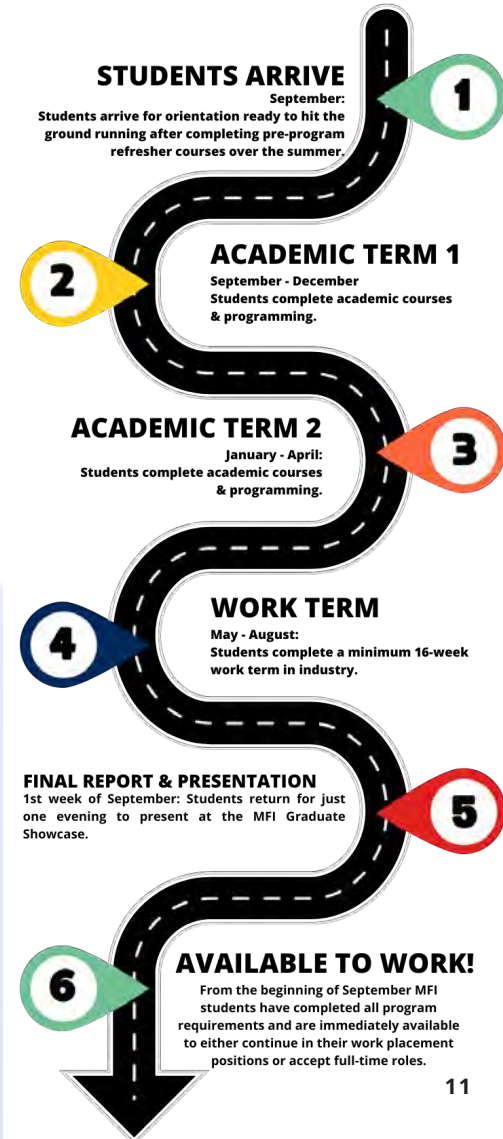 1
STUDENTS ARRIVE
September:
Students arrive for orientation ready to hit the
ground running after completing pre-program
refresher courses over the summer.
2
ACADEMIC TERM 1
September - December
Students complete academic courses
& programming.
3
ACADEMIC TERM 2
January - April:
Students complete academic courses
& programming.
4
WORK TERM
May - August:
Students complete a minimum 16-week
work term in industry.
5
FINAL REPORT & PRESENTATION
1st week of September: Students return for just
one evening to present at the MFI Graduate
Showcase.
6
AVAILABLE TO WORK!
From the beginning of September MFI
students have completed all program
requirements and are immediately available
to either continue in their work placement
positions or accept full-time roles.
11